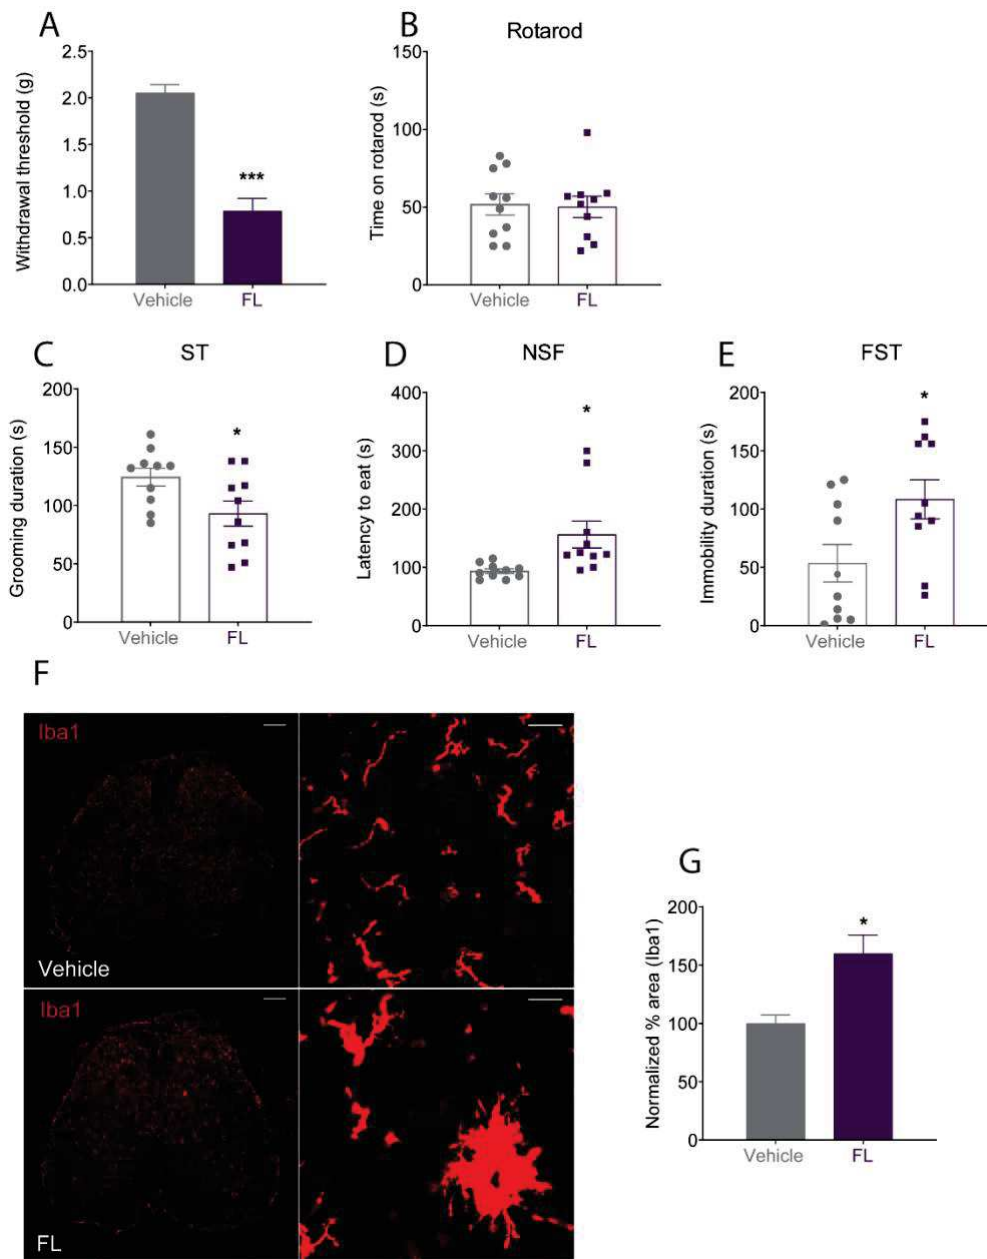 A
Withdrawal threshold (g)
2.5
2.0
1.5
1.0
0.5
0.0
***
Vehicle FL
B
Rotarod
Time on rotarod (s)
150
100
50
0
Vehicle FL
C
ST
Grooming duration (s)
200
150
100
50
0
*
Vehicle FL
D
NSF
Latency to eat (s)
400
300
200
100
0
*
Vehicle FL
E
FST
Immobility duration (s)
200
150
100
50
0
*
Vehicle FL
F
Iba1
Vehicle
Iba1
FL
G
Normalized % area (Iba1)
200
150
100
50
0
*
Vehicle FL